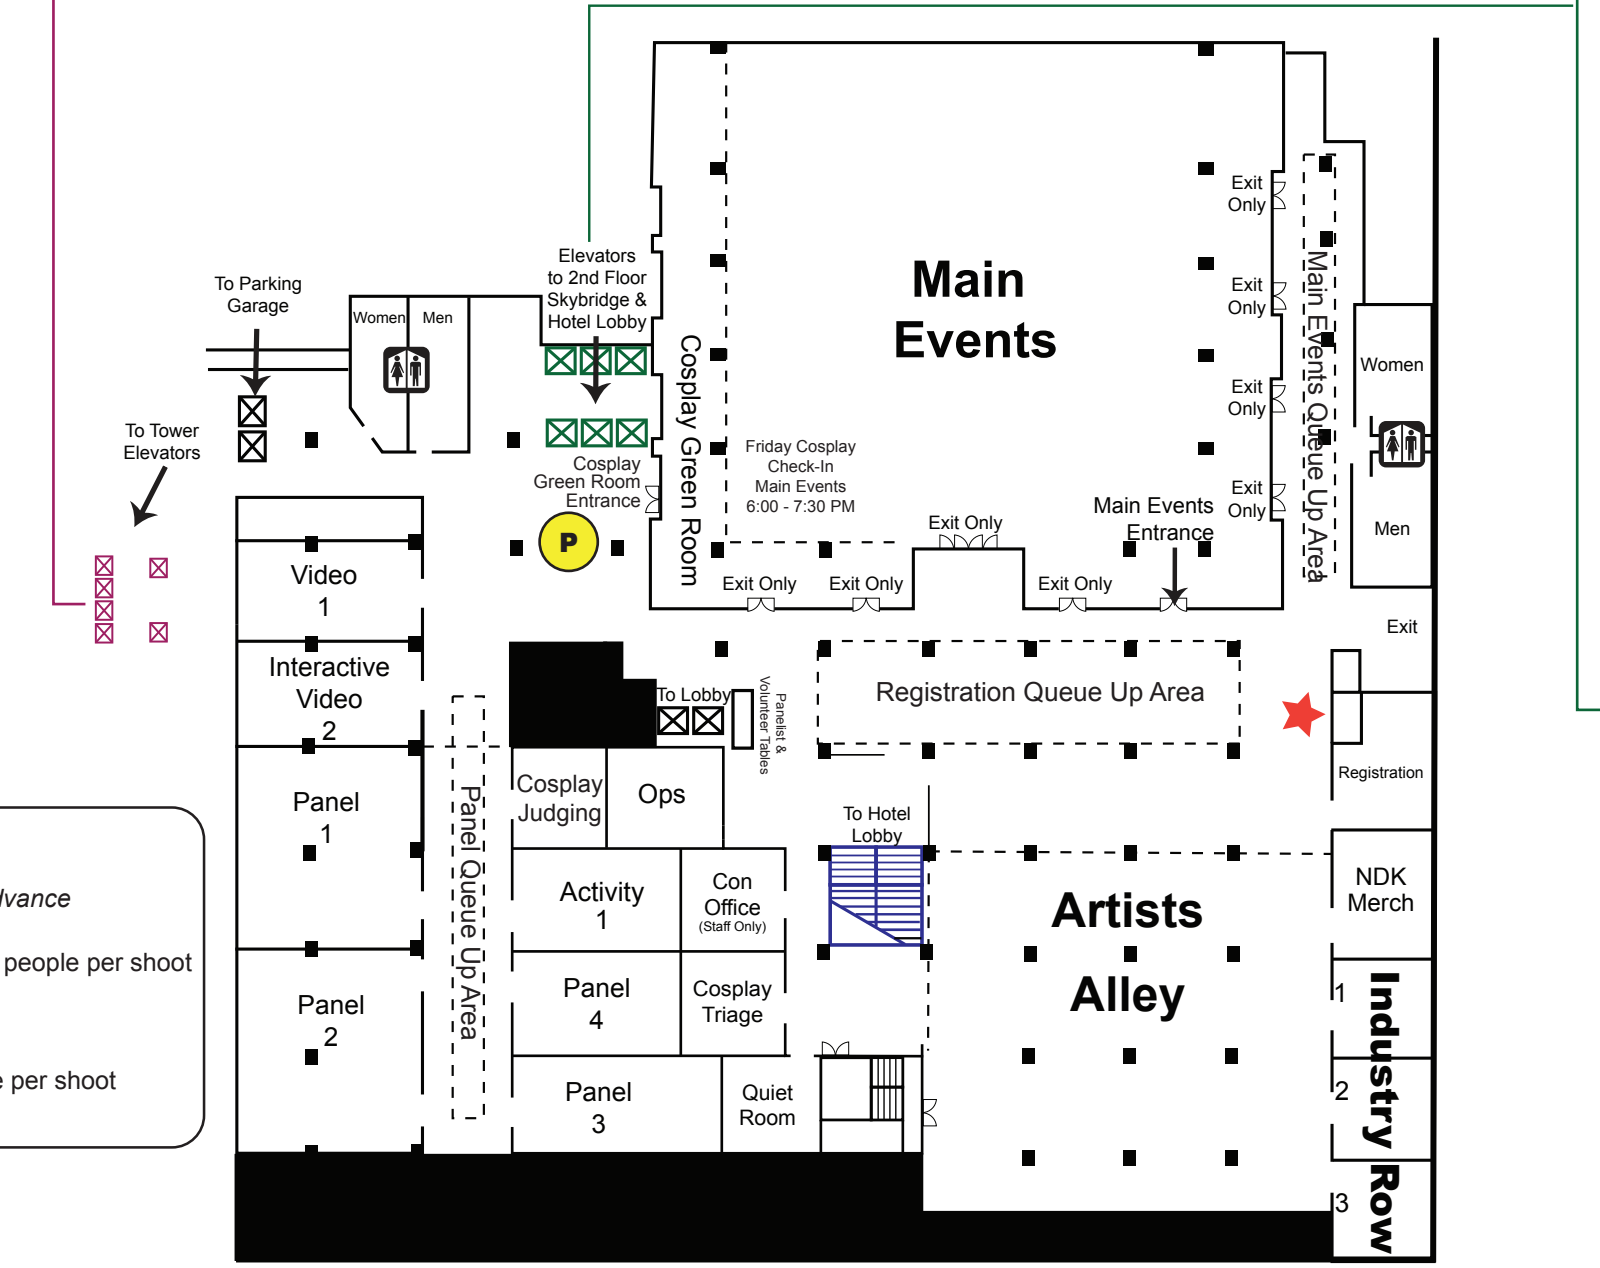 Elevators
to 2nd Floor
Skybridge &
Hotel Lobby
To Parking
Garage
Women
Men
To Tower
Elevators
Cosplay
Green Room
Entrance
P
Cosplay Green Room
Main
Events
Friday Cosplay
Check-In
Main Events
6:00 - 7:30 PM
Exit
Only
Exit
Only
Exit
Only
Exit
Only
Main Events
Entrance
Exit Only
Exit Only
Exit Only
Exit Only
Main Events Queue Up Area
Women
Men
Exit
Video
1
Interactive
Video
2
Panel
1
Panel
2
Panel Queue Up Area
To Lobby
Panelist &
Volunteer Tables
Registration Queue Up Area
Registration
Cosplay
Judging
Ops
Activity
1
Con
Office
(Staff Only)
Panel
4
Cosplay
Triage
Panel
3
Quiet
Room
To Hotel
Lobby
Artists
Alley
NDK
Merch
1
2
3
Industry Row
people per shoot
per shoot